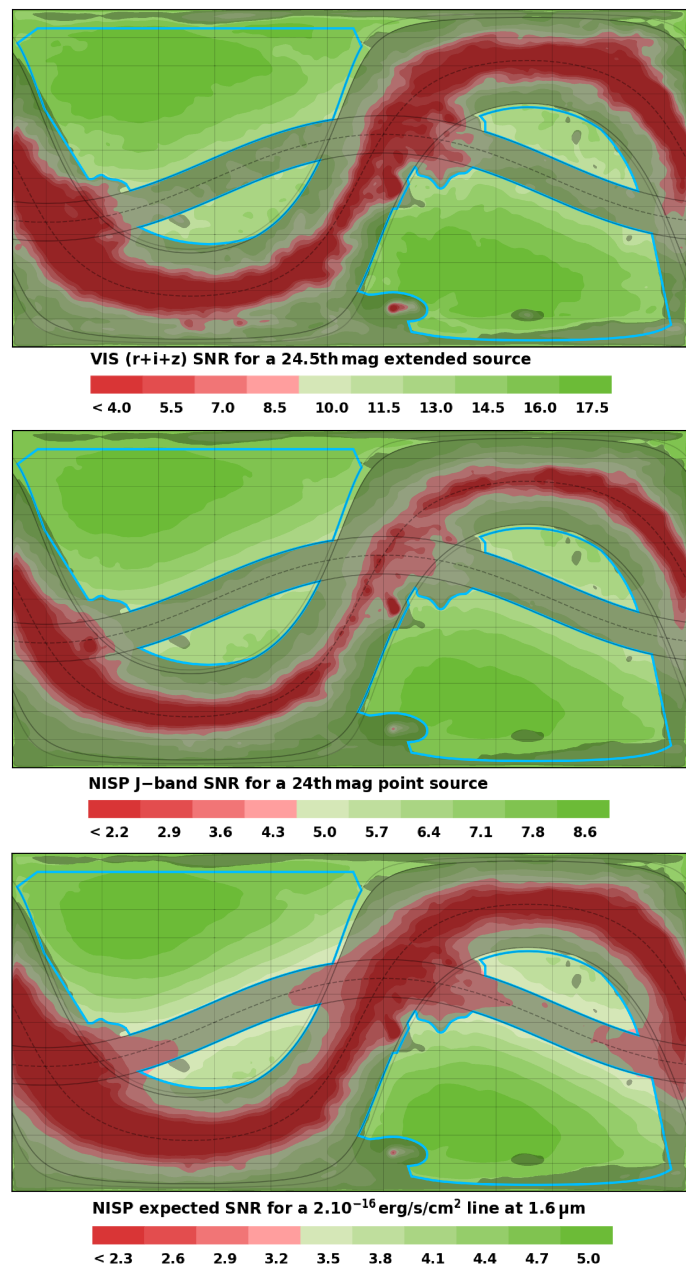 VIS (r+i+z) SNR for a 24.5th mag extended source
< 4.0 5.5 7.0 8.5 10.0 11.5 13.0 14.5 16.0 17.5
NISP J−band SNR for a 24th mag point source
< 2.2 2.9 3.6 4.3 5.0 5.7 6.4 7.1 7.8 8.6
NISP expected SNR for a 2.10⁻¹⁶ erg/s/cm² line at 1.6 µm
< 2.3 2.6 2.9 3.2 3.5 3.8 4.1 4.4 4.7 5.0